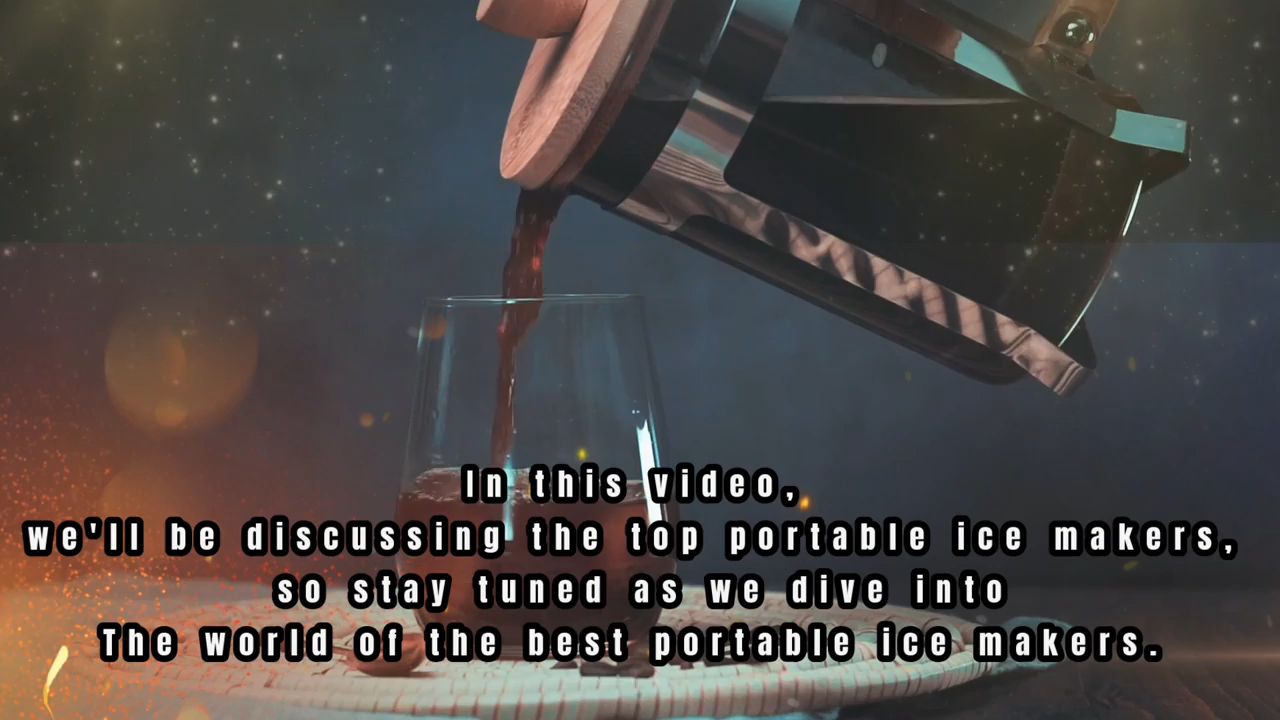 In this video,
we'll be discussing the top portable ice makers,
so stay tuned as we dive into
The world of the best portable ice makers.